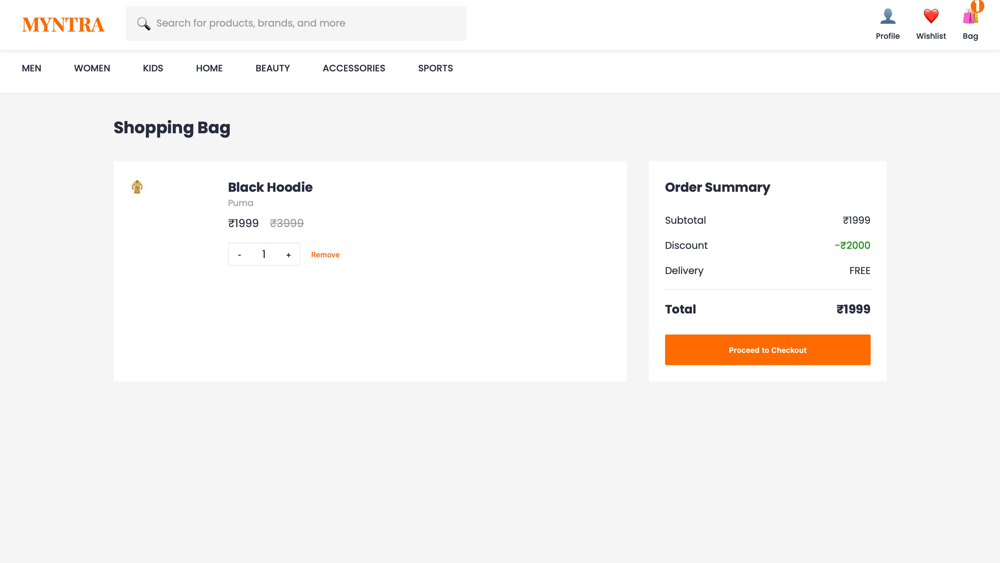 MYNTRA
Search for products, brands, and more
Profile
Wishlist
1
Bag
MEN WOMEN KIDS HOME BEAUTY ACCESSORIES SPORTS
Shopping Bag
Black Hoodie
Puma
₹1999 ₹3999
- 1 + Remove
Order Summary
Subtotal ₹1999
Discount -₹2000
Delivery FREE
Total ₹1999
Proceed to Checkout